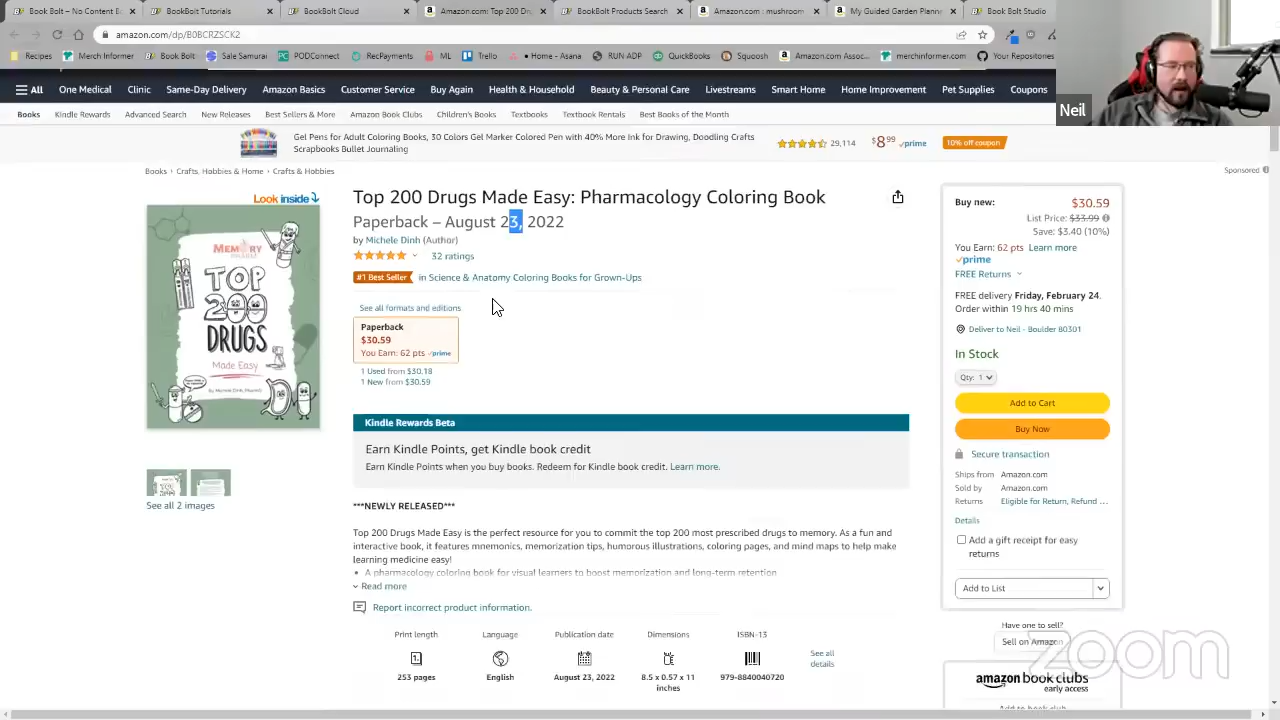 Book Bolt – No
BookBolt Tutorials
BookBolt Cloud
Amazon.com: Top 200 Dru
BookBolt Products Search
Amazon.com : mushroom
My Guided Garden Plann
BookBolt Studio
amazon.com/dp/B0BCRZSCK2
Recipes
Merch Informer
Book Bolt
Sale Samurai
PODConnect
RepCAPTCHA
ML
Trello
Home - Asana
RUN-ADP
QuickBooks
Squoosh
Amazon.com Assoc...
merchinformer.com
Your Repositories
All One Medical Clinic Same-Day Delivery Amazon Business Customer Service Buy Again Health & Household Beauty & Personal Care Livestreams Smart Home Pet Supplies Coupons
Neil
Books Kindle Rewards Advanced Search New Releases Best Sellers & More Amazon Book Clubs Children's Books Textbooks Textbook Rentals Best Books of the Month
Gel Pens for Adult Coloring Books, 30 Colors Gel Marker Colored Pen with 40% More Ink for Drawing, Doodling Crafts
Scrapbooks Bullet Journaling
29,114
$8.99 prime
10% off coupon
Sponsored
Books › Crafts, Hobbies & Home › Crafts & Hobbies
Look inside
MEMORY
TOP
200
DRUGS
Made Easy
See all 2 images
Top 200 Drugs Made Easy: Pharmacology Coloring Book
Paperback – August 23, 2022
by Michele Dinh (Author)
32 ratings
#1 Best Seller in Science & Anatomy Coloring Books for Grown-Ups
See all formats and editions
Paperback
$30.59
You Earn: 62 pts prime
1 Used from $30.18
1 New from $30.59
Kindle Rewards Beta
Earn Kindle Points, get Kindle book credit
Earn Kindle Points when you buy books. Redeem for Kindle book credit. Learn more.
***NEWLY RELEASED***
Top 200 Drugs Made Easy is the perfect resource for you to commit the top 200 most prescribed drugs to memory. As a fun and
interactive book, it features mnemonics, memorization tips, humorous illustrations, coloring pages, and mind maps to help make
learning medicine easy!
• A pharmacology coloring book for visual learners to boost memorization and long-term retention
Read more
Report incorrect product information.
Print length
253 pages
Language
English
Publication date
August 23, 2022
Dimensions
8.5 x 0.57 x 11
inches
ISBN-13
979-8840040720
See all
details
Buy new: $30.59
List Price: $33.99
Save: $3.40 (10%)
You Earn: 62 pts Learn more
prime
FREE Returns
FREE delivery Friday, February 24.
Order within 19 hrs 40 mins
Deliver to Neil - Boulder 80301
In Stock
Qty: 1
Add to Cart
Buy Now
Secure transaction
Ships from Amazon.com
Sold by Amazon.com
Returns Eligible for Return, Refund ...
Details
Add a gift receipt for easy
returns
Add to List
Have one to sell?
Sell on Amazon
zoom
amazon book clubs
early access
Add to book club